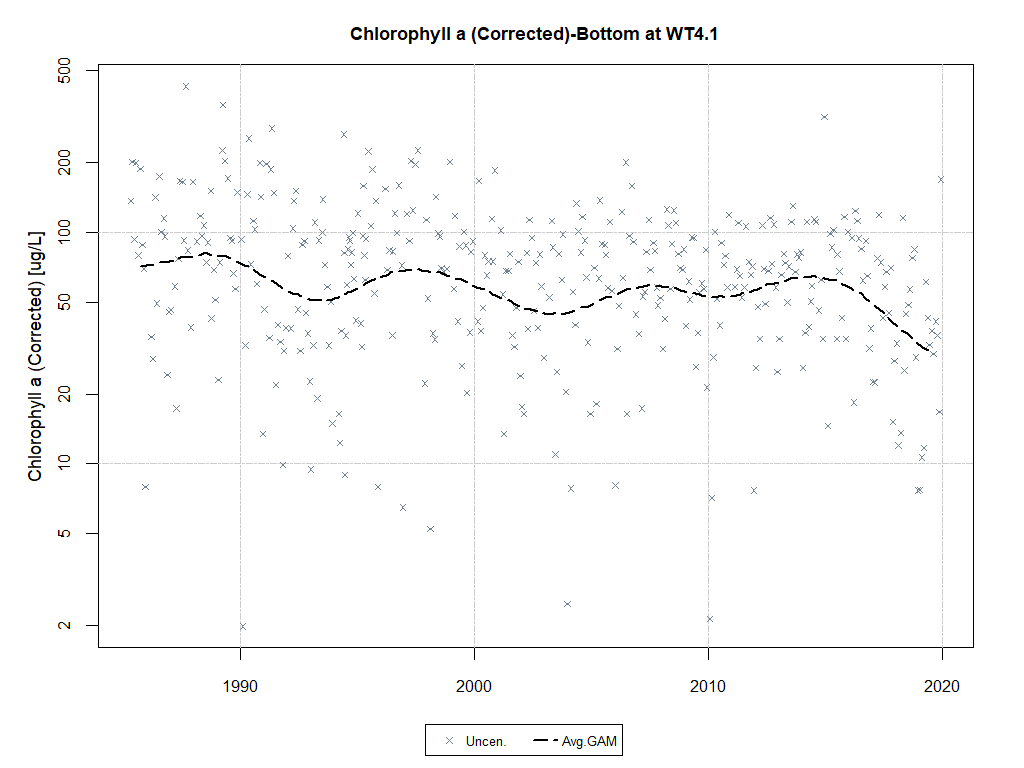 Chlorophyll a (Corrected)-Bottom at WT4.1
Chlorophyll a (Corrected) [ug/L]
500
200
100
50
20
10
5
2
1990 2000 2010 2020
Uncen. Avg.GAM